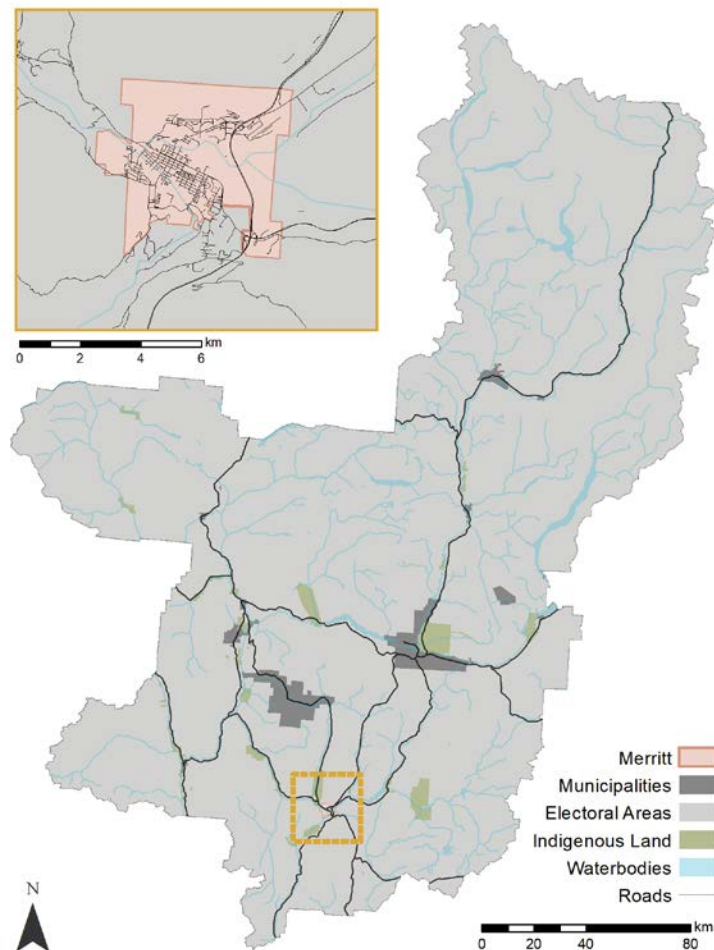 km
0 2 4 6
Merritt
Municipalities
Electoral Areas
Indigenous Land
Waterbodies
Roads
N
km
0 20 40 80